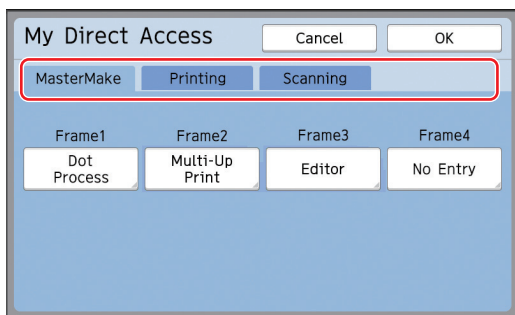 My Direct Access Cancel OK
MasterMake Printing Scanning
Frame1 Frame2 Frame3 Frame4
Dot Process Multi-Up Print Editor No Entry